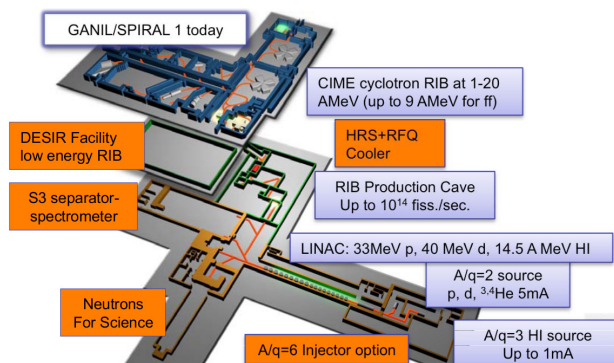 GANIL/SPIRAL 1 today
CIME cyclotron RIB at 1-20
AMeV (up to 9 AMeV for ff)
DESIR Facility
low energy RIB
HRS+RFQ
Cooler
RIB Production Cave
Up to 10¹⁴ fiss./sec.
S3 separator-
spectrometer
LINAC: 33MeV p, 40 MeV d, 14.5 A MeV HI
A/q=2 source
p, d, ³,⁴He 5mA
Neutrons
For Science
A/q=3 HI source
Up to 1mA
A/q=6 Injector option